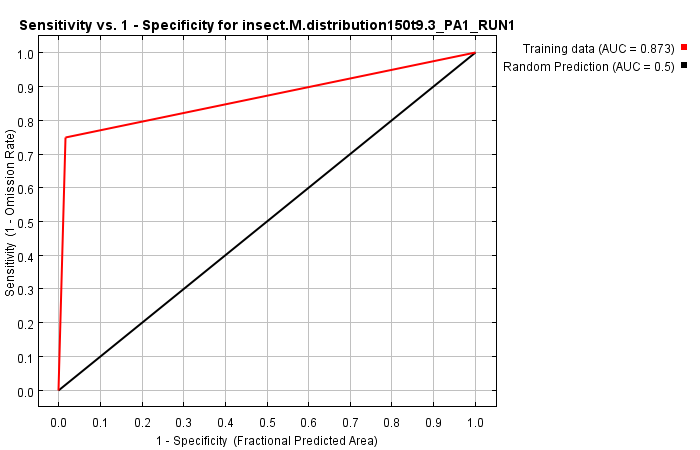 Sensitivity vs. 1 - Specificity for insect.M.distribution150t9.3_PA1_RUN1
Training data (AUC = 0.873)
Random Prediction (AUC = 0.5)
Sensitivity (1 - Omission Rate)
1.0
0.9
0.8
0.7
0.6
0.5
0.4
0.3
0.2
0.1
0.0
0.0 0.1 0.2 0.3 0.4 0.5 0.6 0.7 0.8 0.9 1.0
1 - Specificity (Fractional Predicted Area)